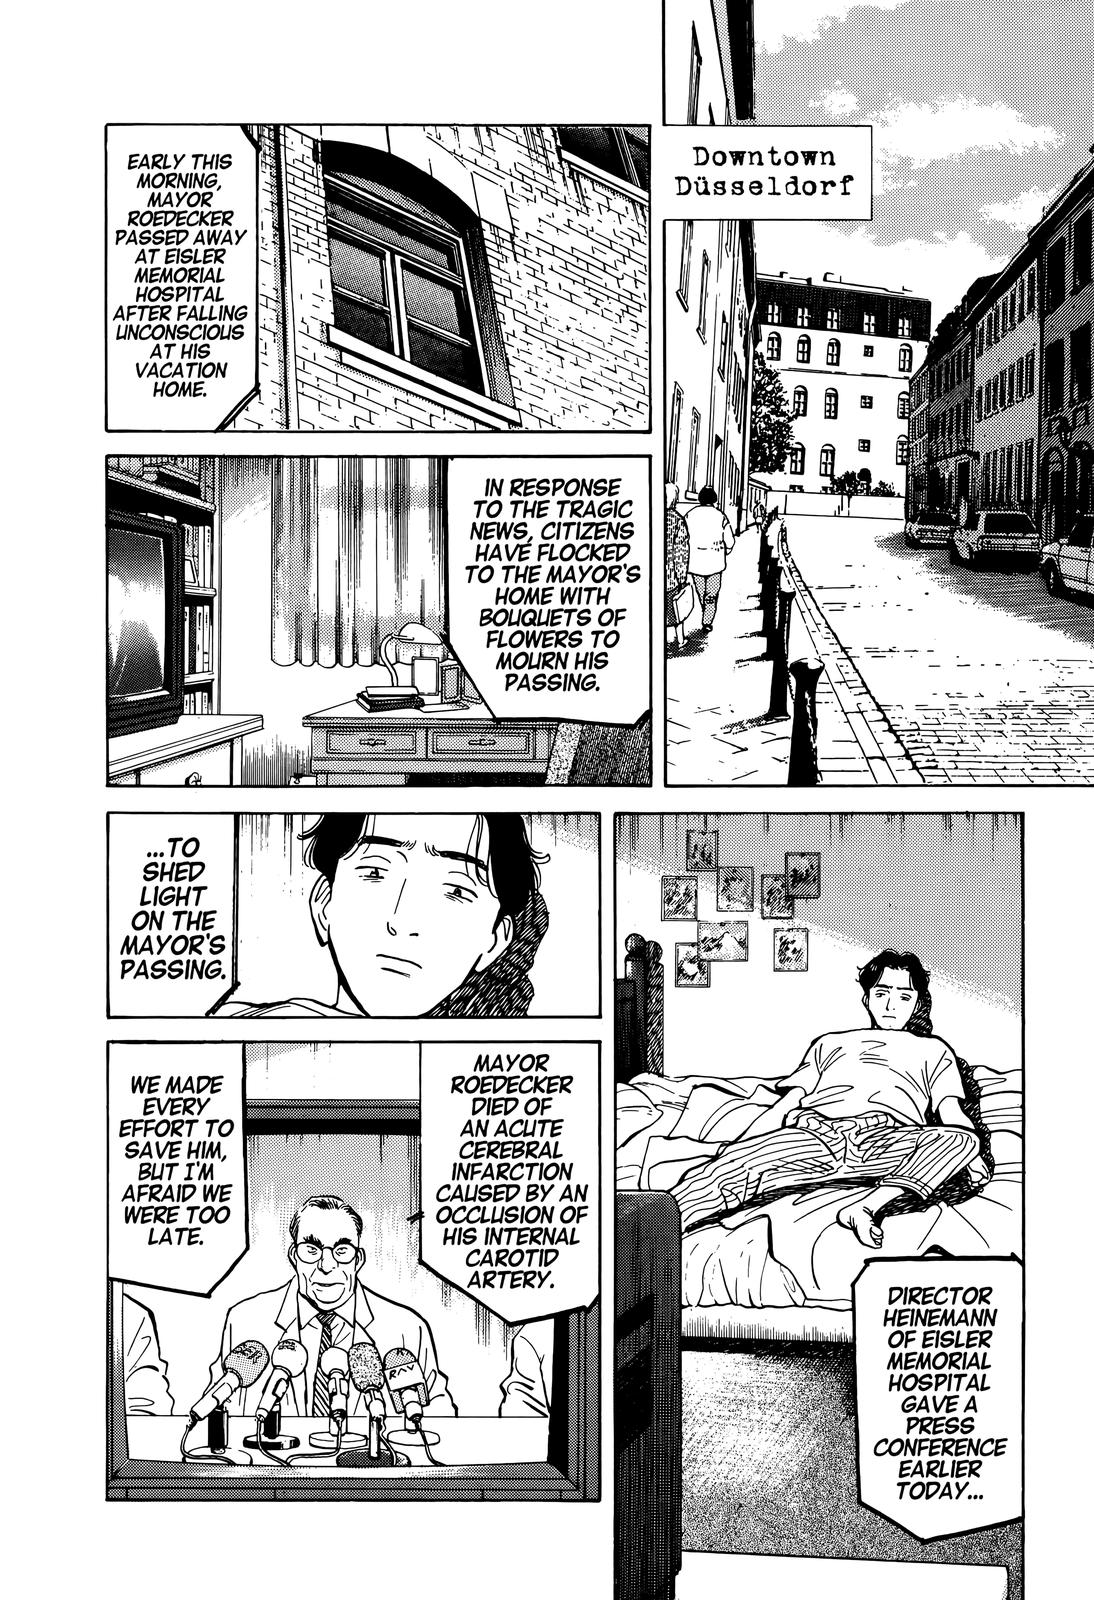 Downtown
Düsseldorf
EARLY THIS
MORNING,
MAYOR
ROEDECKER
PASSED AWAY
AT EISLER
MEMORIAL
HOSPITAL
AFTER FALLING
UNCONSCIOUS
AT HIS
VACATION
HOME.
IN RESPONSE
TO THE TRAGIC
NEWS, CITIZENS
HAVE FLOCKED
TO THE MAYOR'S
HOME WITH
BOUQUETS OF
FLOWERS TO
MOURN HIS
PASSING.
DIRECTOR
HEINEMANN
OF EISLER
MEMORIAL
HOSPITAL
GAVE A
PRESS
CONFERENCE
EARLIER
TODAY...
...TO
SHED
LIGHT
ON THE
MAYOR'S
PASSING.
MAYOR
ROEDECKER
DIED OF
AN ACUTE
CEREBRAL
INFARCTION
CAUSED BY AN
OCCLUSION OF
HIS INTERNAL
CAROTID
ARTERY.
WE MADE
EVERY
EFFORT TO
SAVE HIM,
BUT I'M
AFRAID WE
WERE TOO
LATE.